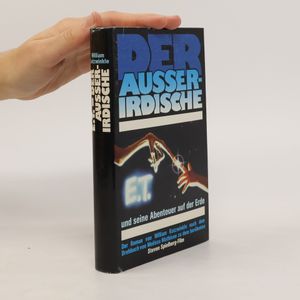 DER
AUSSER-
IRDISCHE
E.T.
und seine Abenteuer auf der Erde
Der Roman von William Kotzwinkle nach dem
Drehbuch von Melissa Mathison zu dem berühmten
Steven Spielberg-Film
William
Kotzwinkle
E.T. DER
AUSSER-
IRDISCHE